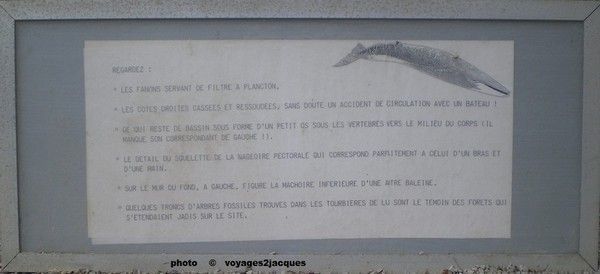 REGARDEZ :
* LES FANONS SERVANT DE FILTRE A PLANCTON.
* LES COTES DROITES CASSEES ET RESSOUDEES, SANS DOUTE UN ACCIDENT DE CIRCULATION AVEC UN BATEAU !
* CE QUI RESTE DE BASSIN SOUS FORME D'UN PETIT OS SOUS LES VERTEBRES VERS LE MILIEU DU CORPS (IL
MANQUE SON CORRESPONDANT DE GAUCHE !).
* LE DETAIL DU SQUELETTE DE LA NAGEOIRE PECTORALE QUI CORRESPOND PARFAITEMENT A CELUI D'UN BRAS ET
D'UNE MAIN.
* SUR LE MUR DU FOND, A GAUCHE, FIGURE LA MACHOIRE INFERIEURE D'UNE AUTRE BALEINE.
* QUELQUES TRONCS D'ARBRES FOSSILES TROUVES DANS LES TOURBIERES DE LU SONT LE TEMOIN DES FORETS QUI
S'ETENDAIENT JADIS SUR LE SITE.
photo © voyages2jacques